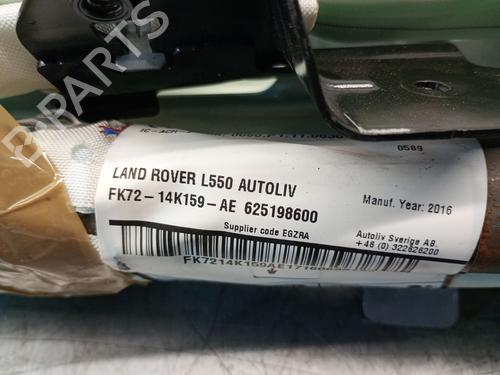 B-PARTS
0589
LAND ROVER L550 AUTOLIV
FK72-14K159-AE 625198600
Manuf. Year: 2016
Supplier code EGZRA
Autoliv Sverige AB.
+46 (0) 322626200